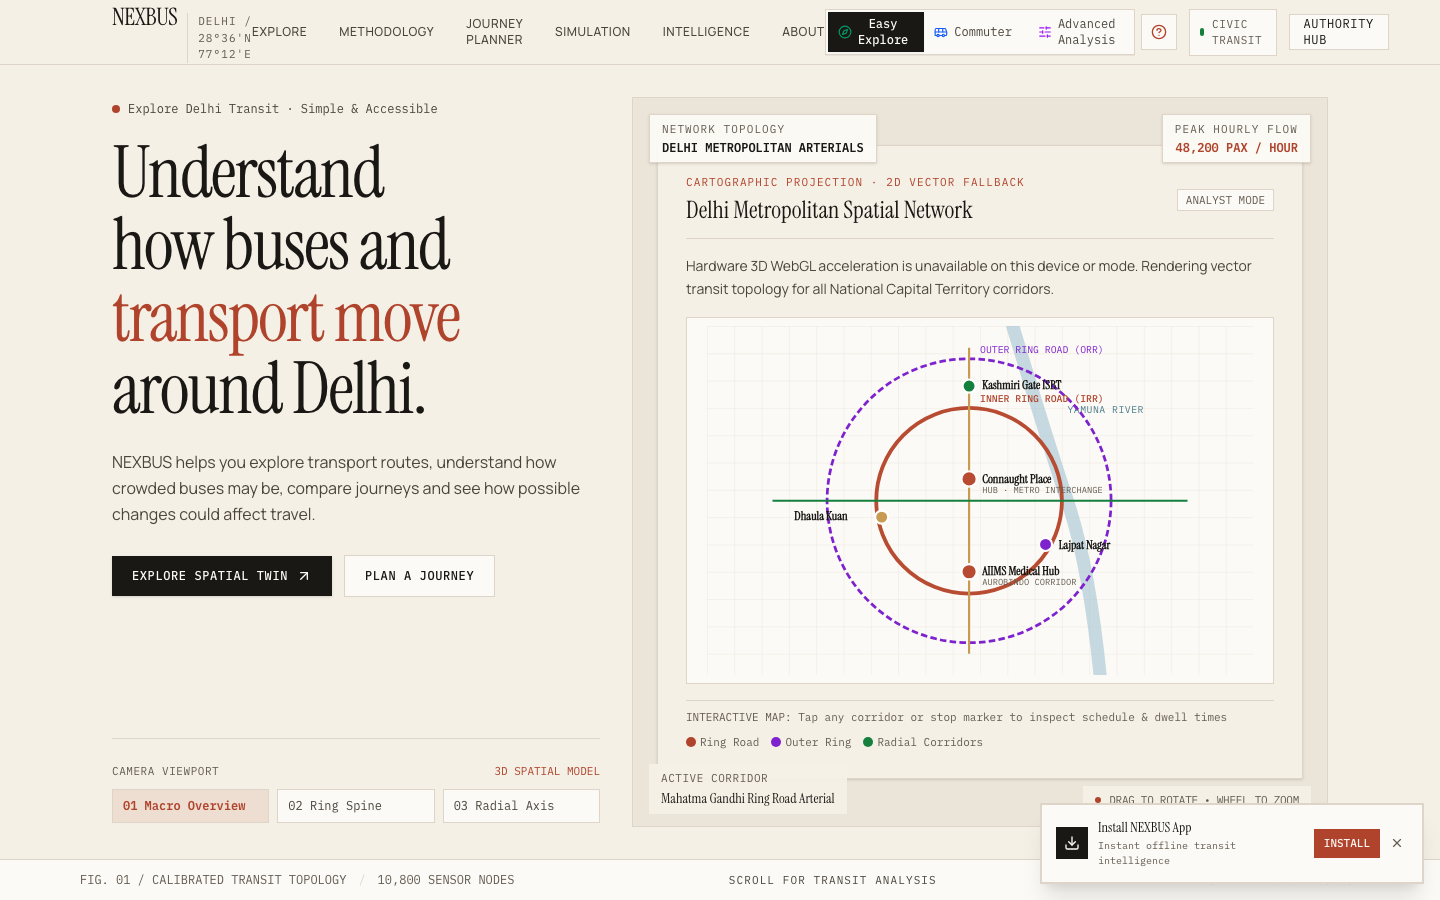 NEXBUS
DELHI /
28°36'N
77°12'E
EXPLORE
METHODOLOGY
JOURNEY
PLANNER
SIMULATION
INTELLIGENCE
ABOUT
Easy
Explore
Commuter
Advanced
Analysis
CIVIC
TRANSIT
AUTHORITY
HUB
Explore Delhi Transit · Simple & Accessible
Understand
how buses and
transport move
around Delhi.
NEXBUS helps you explore transport routes, understand how
crowded buses may be, compare journeys and see how possible
changes could affect travel.
EXPLORE SPATIAL TWIN
PLAN A JOURNEY
CAMERA VIEWPORT
3D SPATIAL MODEL
01 Macro Overview
02 Ring Spine
03 Radial Axis
NETWORK TOPOLOGY
DELHI METROPOLITAN ARTERIALS
PEAK HOURLY FLOW
48,200 PAX / HOUR
CARTOGRAPHIC PROJECTION · 2D VECTOR FALLBACK
Delhi Metropolitan Spatial Network
ANALYST MODE
Hardware 3D WebGL acceleration is unavailable on this device or mode. Rendering vector
transit topology for all National Capital Territory corridors.
OUTER RING ROAD (ORR)
Kashmiri Gate ISBT
INNER RING ROAD (IRR)
YAMUNA RIVER
Connaught Place
HUB · METRO INTERCHANGE
Dhaula Kuan
Lajpat Nagar
AIIMS Medical Hub
AUROBINDO CORRIDOR
INTERACTIVE MAP: Tap any corridor or stop marker to inspect schedule & dwell times
Ring Road
Outer Ring
Radial Corridors
ACTIVE CORRIDOR
Mahatma Gandhi Ring Road Arterial
DRAG TO ROTATE • WHEEL TO ZOOM
Install NEXBUS App
Instant offline transit
intelligence
INSTALL
FIG. 01 / CALIBRATED TRANSIT TOPOLOGY / 10,800 SENSOR NODES
SCROLL FOR TRANSIT ANALYSIS